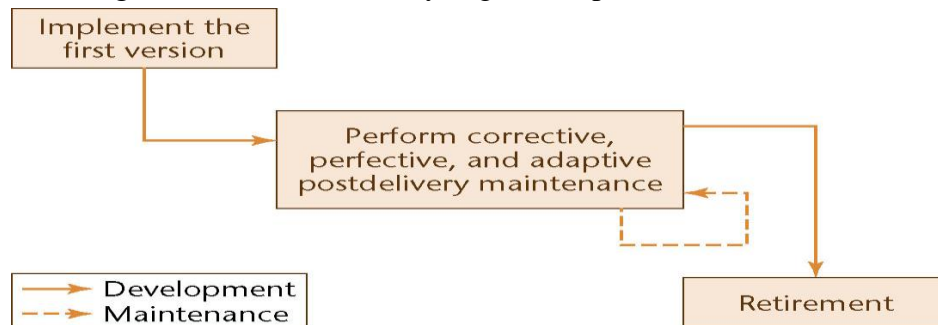 Implement the
first version
Perform corrective,
perfective, and adaptive
postdelivery maintenance
Development
Maintenance
Retirement